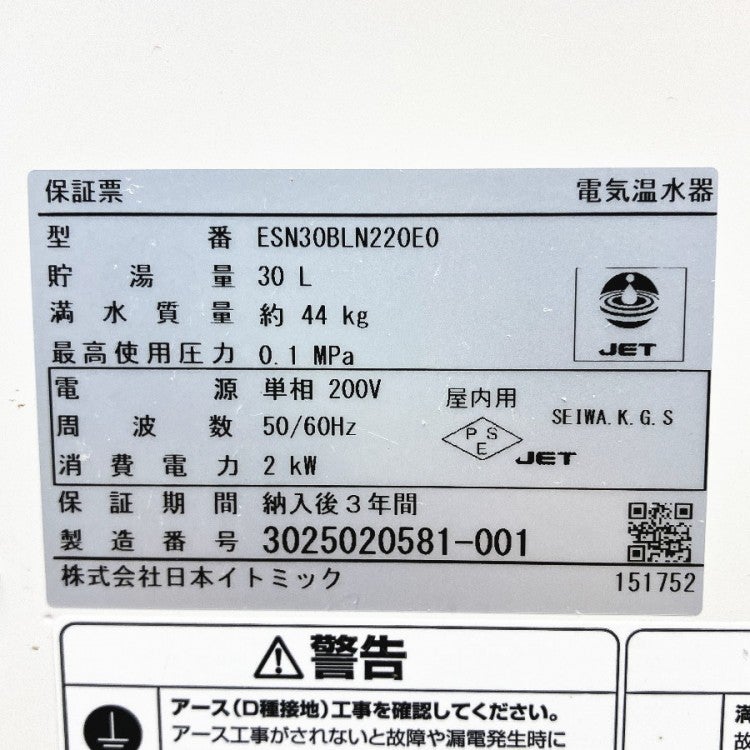 保証票 電気温水器
型番 ESN30BLN220E0
貯湯量 30 L
満水質量 約 44 kg
JET
最高使用圧力 0.1 MPa
電源 単相 200V 屋内用
SEIWA.K.G.S
周波数 50/60Hz
PSE JET
消費電力 2 kW
保証期間 納入後3年間
製造番号 3025020581-001
株式会社日本イトミック 151752
警告
アース(D種接地)工事を確認してください。
アース工事がされないと故障や漏電発生時に